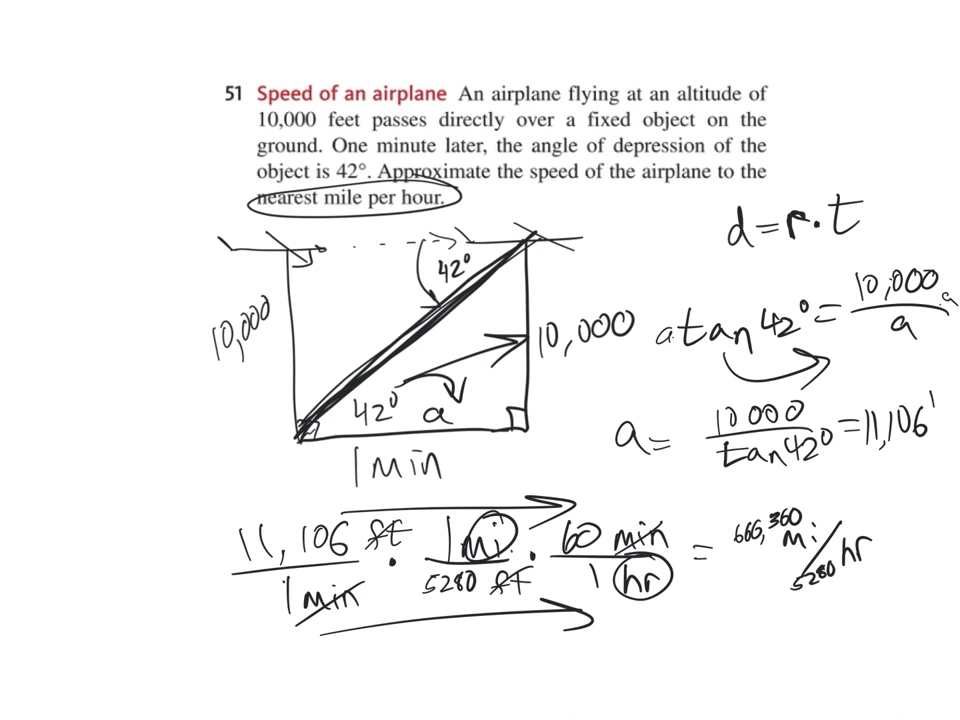 51 Speed of an airplane An airplane flying at an altitude of
10,000 feet passes directly over a fixed object on the
ground. One minute later, the angle of depression of the
object is 42°. Approximate the speed of the airplane to the
nearest mile per hour.
d = r · t
42°
10,000
10,000
a · tan 42° = 10,000 / a · a
42° a
a = 10000 / tan 42° = 11,106'
1 min
11,106 ft / 1 min · 1 mi / 5280 ft · 60 min / 1 hr = 666,360 mi / 5280 hr